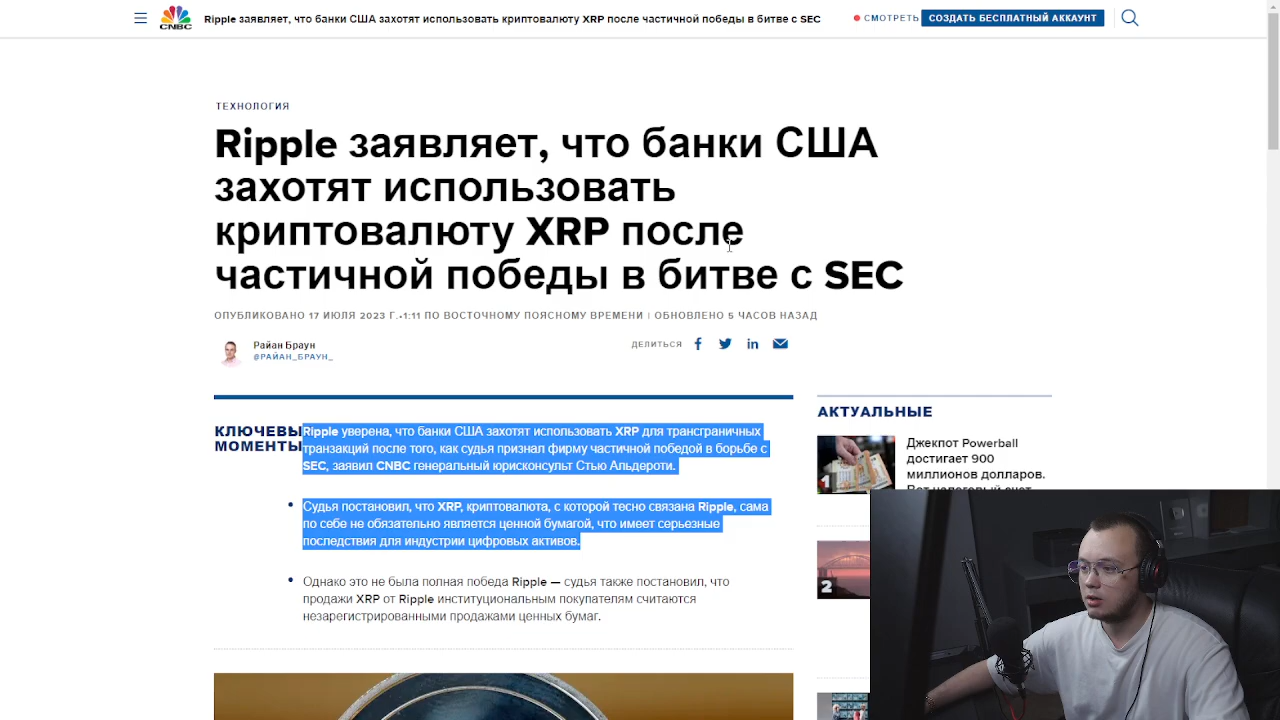 CNBC
Ripple заявляет, что банки США захотят использовать криптовалюту XRP после частичной победы в битве с SEC
СМОТРЕТЬ
СОЗДАТЬ БЕСПЛАТНЫЙ АККАУНТ
ТЕХНОЛОГИЯ
Ripple заявляет, что банки США
захотят использовать
криптовалюту XRP после
частичной победы в битве с SEC
ОПУБЛИКОВАНО 17 ИЮЛЯ 2023 Г.•1:11 ПО ВОСТОЧНОМУ ПОЯСНОМУ ВРЕМЕНИ | ОБНОВЛЕНО 5 ЧАСОВ НАЗАД
Райан Браун
@РАЙАН_БРАУН_
ДЕЛИТЬСЯ
КЛЮЧЕВЫ
МОМЕНТЫ
Ripple уверена, что банки США захотят использовать XRP для трансграничных
транзакций после того, как судья признал фирму частичной победой в борьбе с
SEC, заявил CNBC генеральный юрисконсульт Стью Альдероти.
Судья постановил, что XRP, криптовалюта, с которой тесно связана Ripple, сама
по себе не обязательно является ценной бумагой, что имеет серьезные
последствия для индустрии цифровых активов.
Однако это не была полная победа Ripple — судья также постановил, что
продажи XRP от Ripple институциональным покупателям считаются
незарегистрированными продажами ценных бумаг.
АКТУАЛЬНЫЕ
1
Джекпот Powerball
достигает 900
миллионов долларов.
2